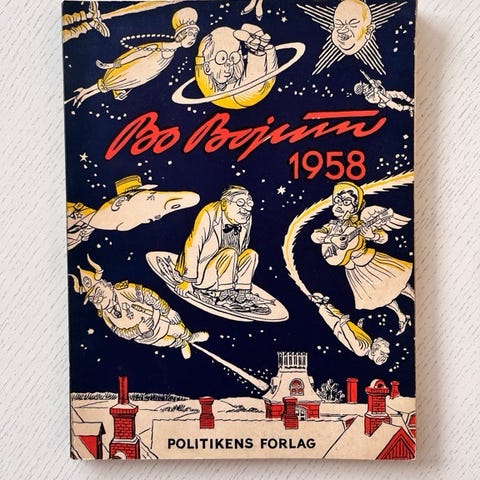 Bo Bojesen
1958
POLITIKENS FORLAG